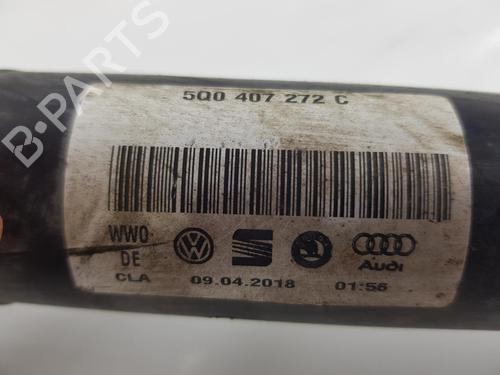 B-PARTS
5Q0 407 272 C
WWO
DE
CLA
09.04.2018
01:56
Audi